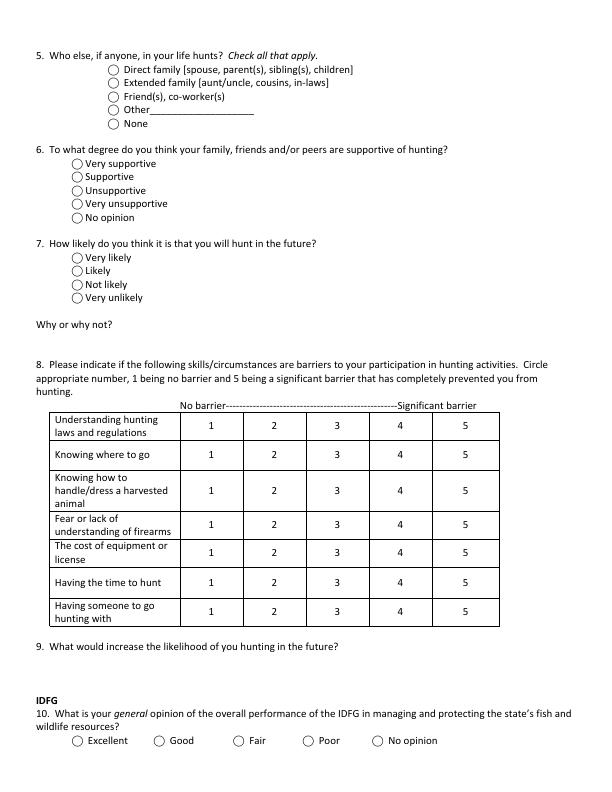 5. Who else, if anyone, in your life hunts? Check all that apply.
Direct family [spouse, parent(s), sibling(s), children]
Extended family [aunt/uncle, cousins, in-laws]
Friend(s), co-worker(s)
Other___________________
None
6. To what degree do you think your family, friends and/or peers are supportive of hunting?
Very supportive
Supportive
Unsupportive
Very unsupportive
No opinion
7. How likely do you think it is that you will hunt in the future?
Very likely
Likely
Not likely
Very unlikely
Why or why not?
8. Please indicate if the following skills/circumstances are barriers to your participation in hunting activities. Circle
appropriate number, 1 being no barrier and 5 being a significant barrier that has completely prevented you from
hunting.
No barrier----------------------------------------------------Significant barrier
Understanding hunting
laws and regulations
1 2 3 4 5
Knowing where to go 1 2 3 4 5
Knowing how to
handle/dress a harvested
animal
1 2 3 4 5
Fear or lack of
understanding of firearms
1 2 3 4 5
The cost of equipment or
license
1 2 3 4 5
Having the time to hunt 1 2 3 4 5
Having someone to go
hunting with
1 2 3 4 5
9. What would increase the likelihood of you hunting in the future?
IDFG
10. What is your general opinion of the overall performance of the IDFG in managing and protecting the state's fish and
wildlife resources?
Excellent Good Fair Poor No opinion